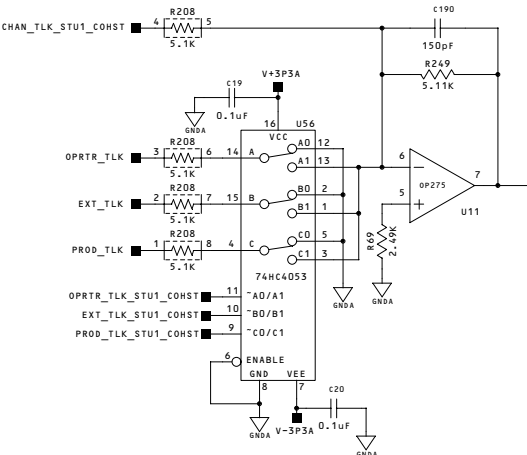 R208
CHAN_TLK_STU1_COHST 4 5
5.1K
C190
150pF
R249
5.11K
V+3P3A
C19
0.1uF
GNDA
16 U56
VCC
R208
OPRTR_TLK 3 6 14 A A0 12
A1 13
5.1K
6 7
OP275
5
U11
R208
EXT_TLK 2 7 15 B B0 2
B1 1
5.1K
R69
2.49K
R208
PROD_TLK 1 8 4 C C0 5
C1 3
5.1K
74HC4053
GNDA GNDA
OPRTR_TLK_STU1_COHST 11 ~A0/A1
EXT_TLK_STU1_COHST 10 ~B0/B1
PROD_TLK_STU1_COHST 9 ~C0/C1
6 ENABLE
GND VEE
8 7
C20
0.1uF
GNDA V-3P3A
GNDA